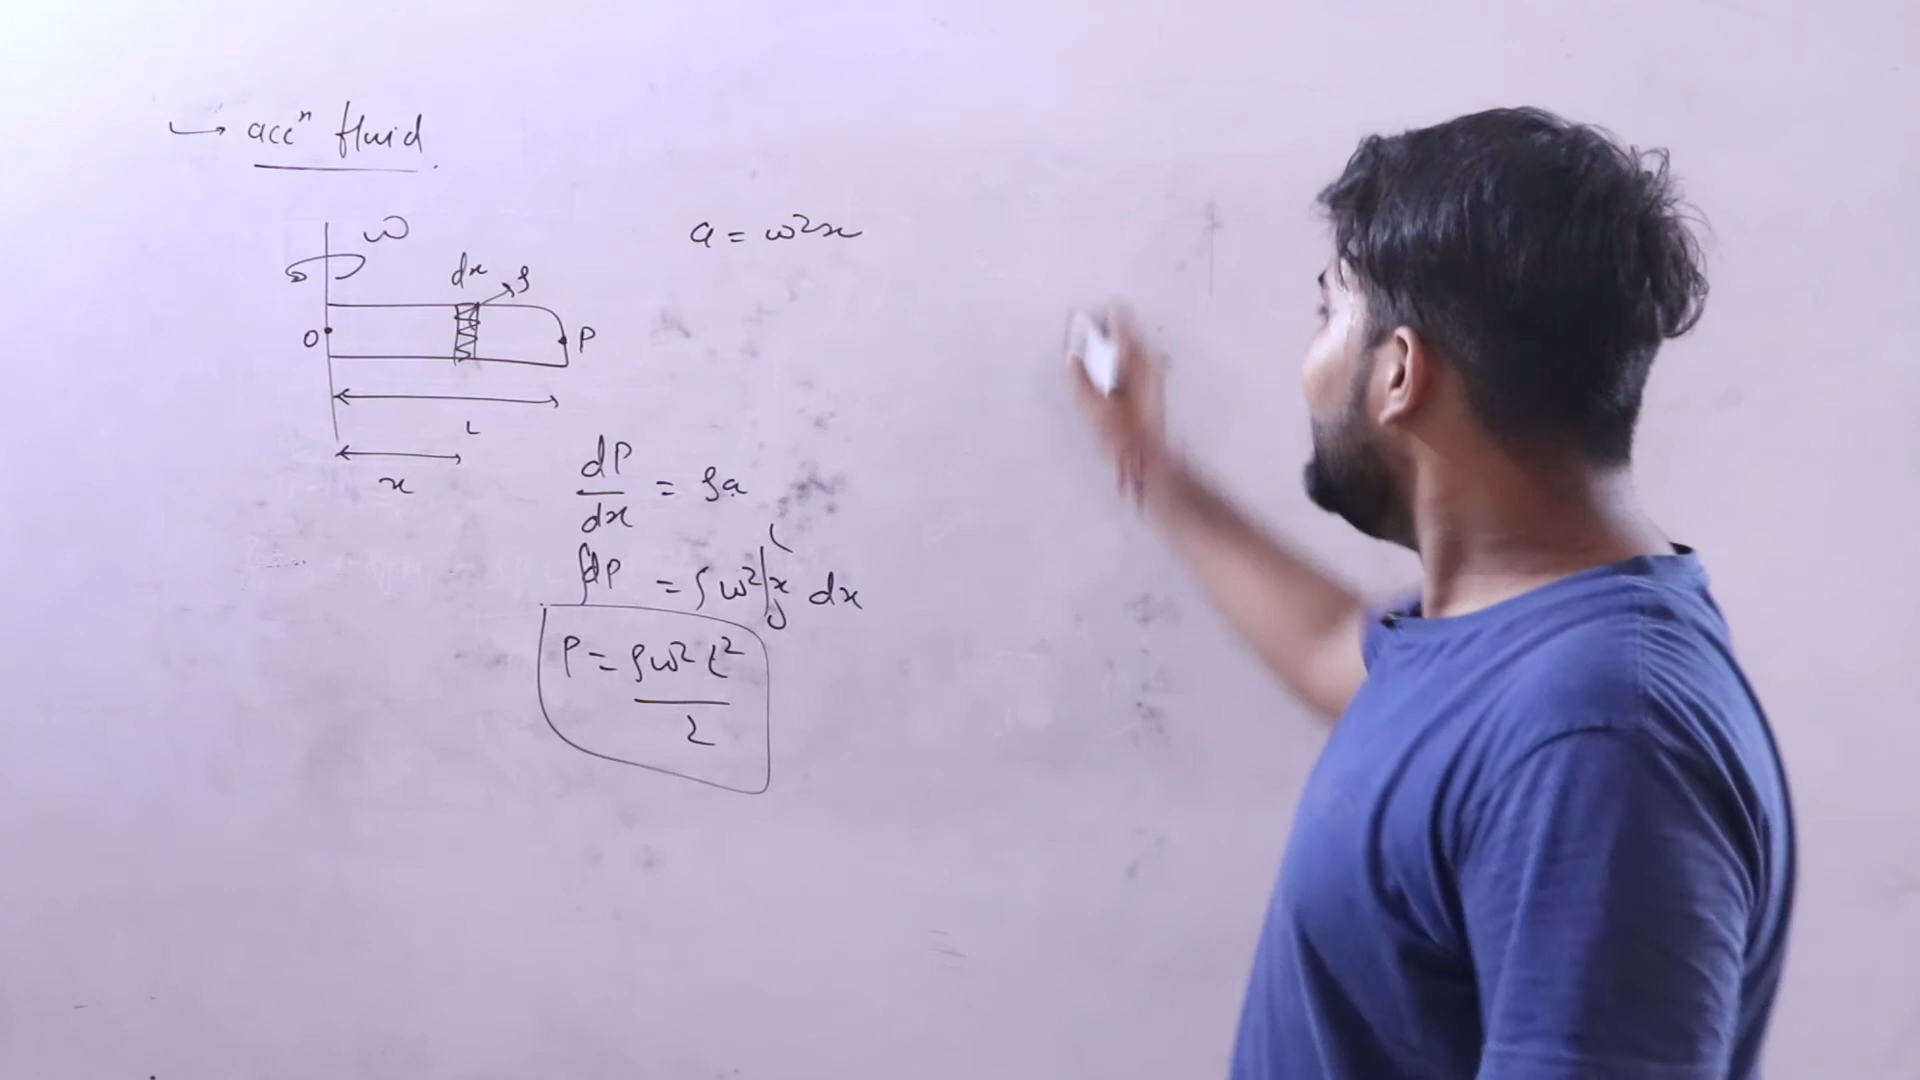 ↳ accⁿ fluid.
ω
a = ω²x
dx ρ
O P
L
x
dP/dx = ρa
∫dP = ρω² ∫₀ᴸ x dx
P = ρω²L²/2